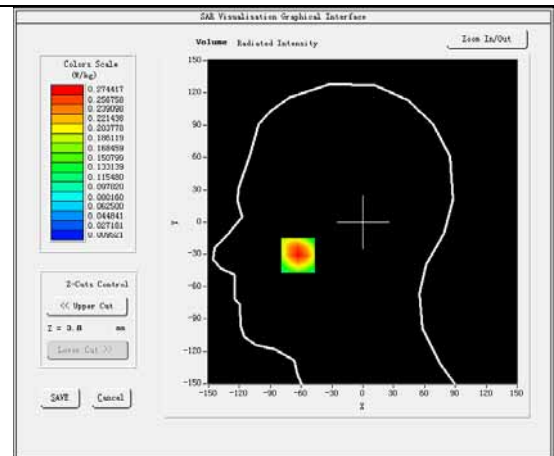 SAR Visualisation Graphical Interface
Volume Radiated Intensity
Zoom In/Out
Colors Scale
(W/kg)
0.274417
0.256758
0.239098
0.221438
0.203778
0.186119
0.168459
0.150799
0.133139
0.115480
0.097820
0.080160
0.062500
0.044841
0.027181
0.009521
Z-Cuts Control
<< Upper Cut
Z = 3.8 mm
Lower Cut >>
SAVE
Cancel
150
120
90
60
30
Y
0
-30
-60
-90
-120
-150
-150 -120 -90 -60 -30 0 30 60 90 120 150
X